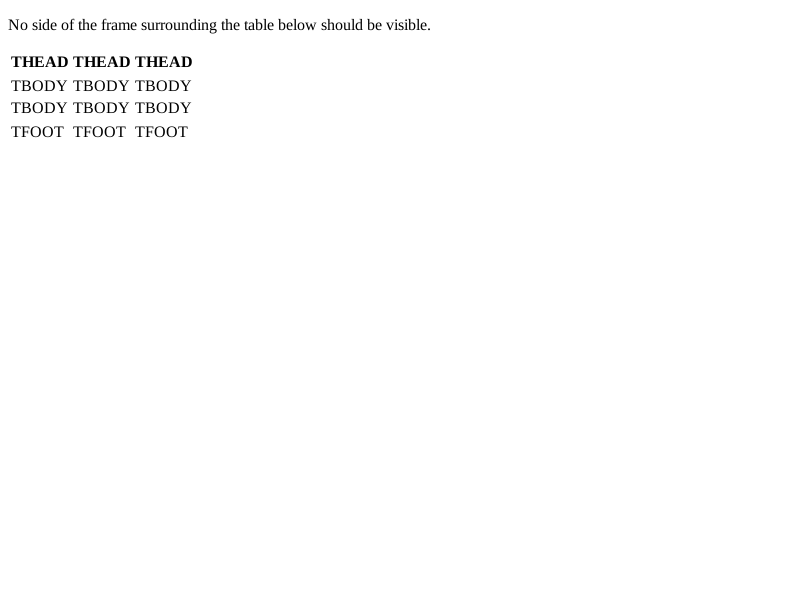 No side of the frame surrounding the table below should be visible.
THEAD THEAD THEAD
TBODY TBODY TBODY
TBODY TBODY TBODY
TFOOT TFOOT TFOOT